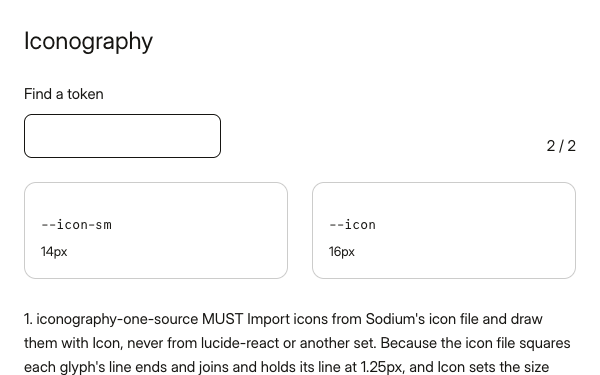 Iconography
Find a token
2 / 2
--icon-sm
14px
--icon
16px
1. iconography-one-source MUST Import icons from Sodium's icon file and draw
them with Icon, never from lucide-react or another set. Because the icon file squares
each glyph's line ends and joins and holds its line at 1.25px, and Icon sets the size